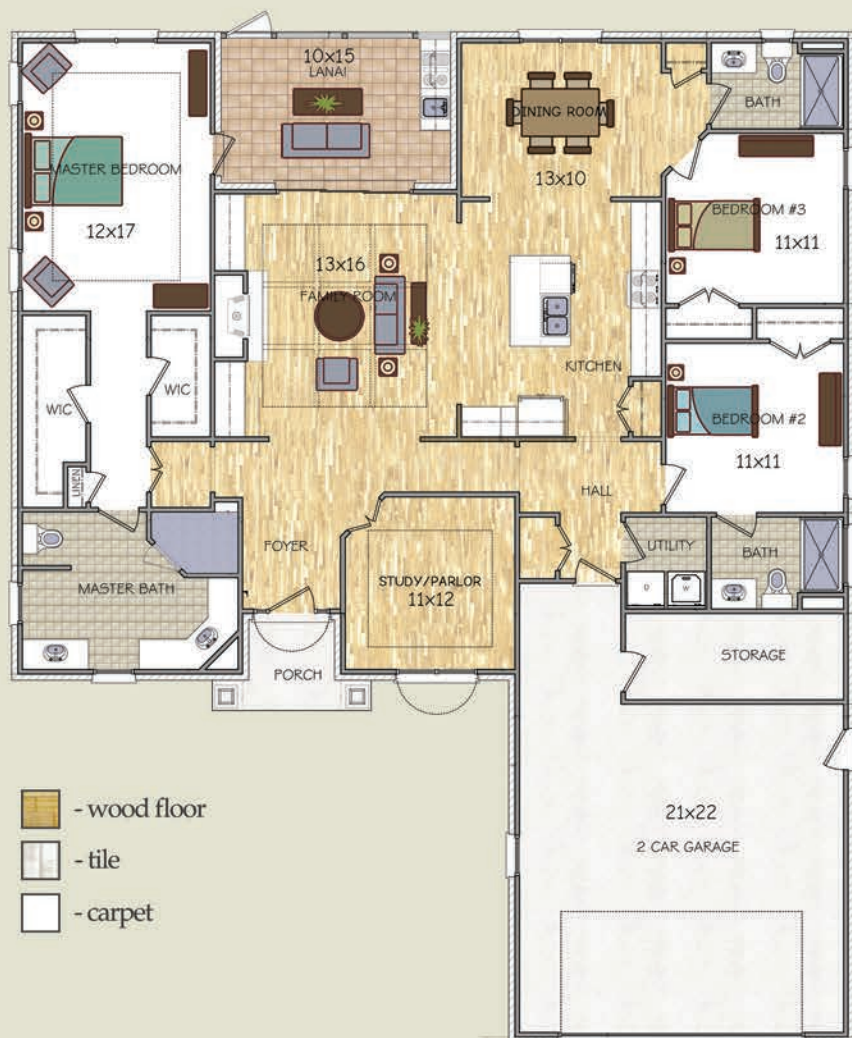 10x15
LANAI
DINING ROOM
13x10
BATH
MASTER BEDROOM
12x17
BEDROOM #3
11x11
13x16
FAMILY ROOM
KITCHEN
WIC
WIC
BEDROOM #2
11x11
LINEN
HALL
FOYER
STUDY/PARLOR
11x12
UTILITY
BATH
D
W
MASTER BATH
PORCH
STORAGE
21x22
2 CAR GARAGE
- wood floor
- tile
- carpet